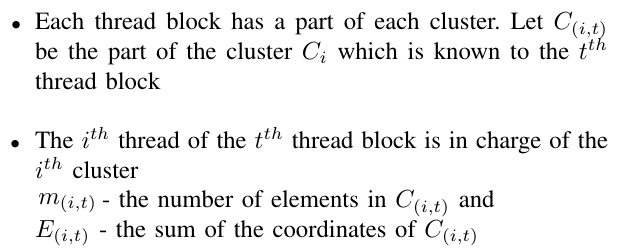 • Each thread block has a part of each cluster. Let $C_{(i,t)}$
be the part of the cluster $C_i$ which is known to the $t^{th}$
thread block
• The $i^{th}$ thread of the $t^{th}$ thread block is in charge of the
$i^{th}$ cluster
$m_{(i,t)}$ - the number of elements in $C_{(i,t)}$ and
$E_{(i,t)}$ - the sum of the coordinates of $C_{(i,t)}$